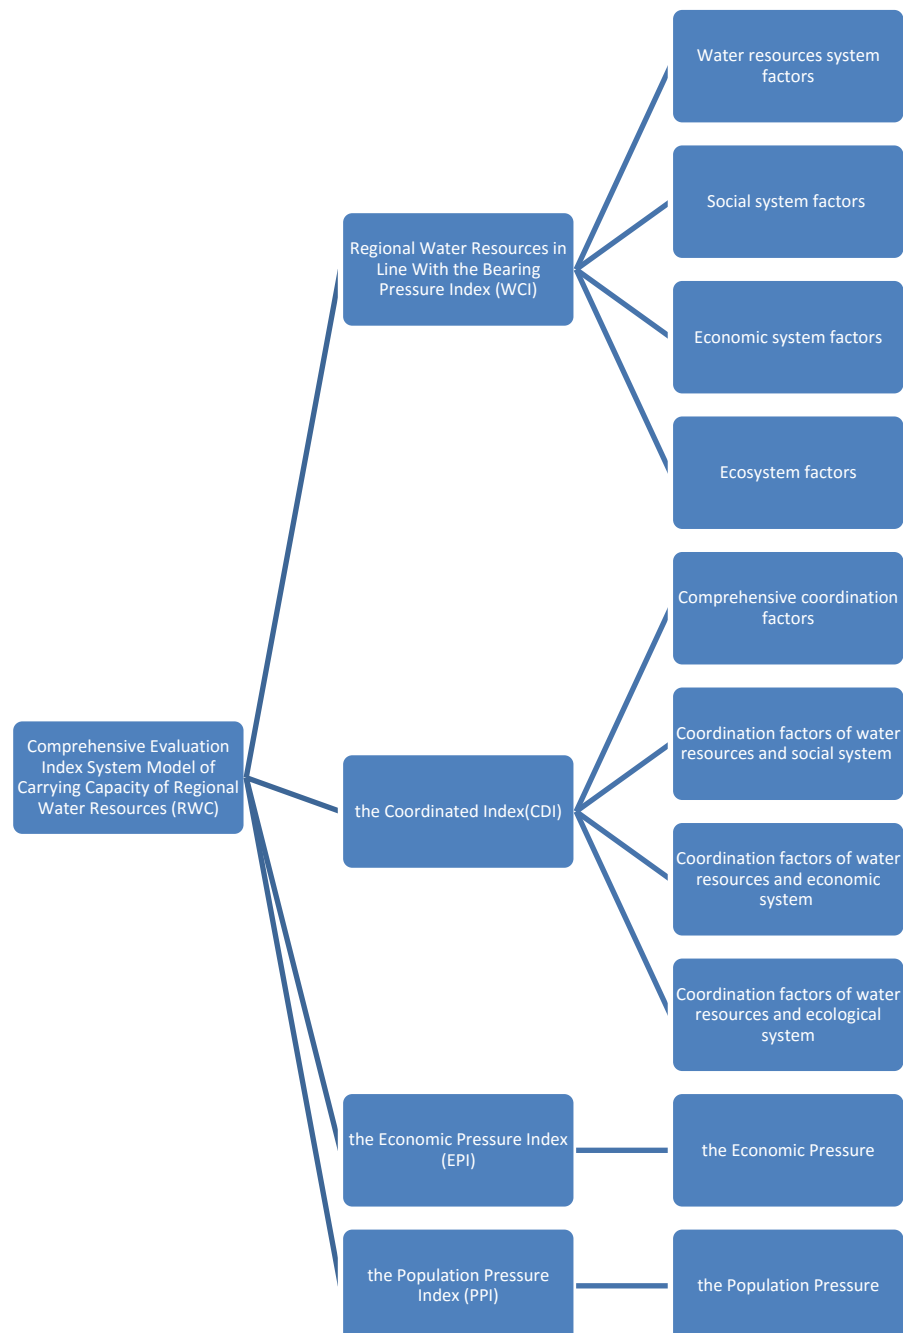 Water resources system
factors
Social system factors
Regional Water Resources in
Line With the Bearing
Pressure Index (WCI)
Economic system factors
Ecosystem factors
Comprehensive coordination
factors
Comprehensive Evaluation
Index System Model of
Carrying Capacity of Regional
Water Resources (RWC)
Coordination factors of water
resources and social system
the Coordinated Index(CDI)
Coordination factors of water
resources and economic
system
Coordination factors of water
resources and ecological
system
the Economic Pressure Index
(EPI)
the Economic Pressure
the Population Pressure
Index (PPI)
the Population Pressure